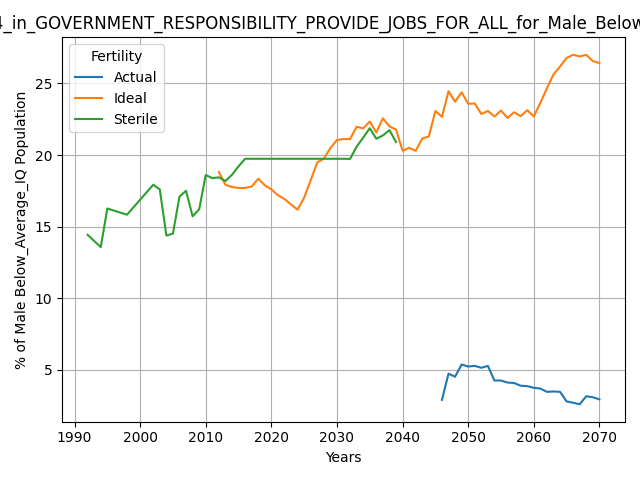 4_in_GOVERNMENT_RESPONSIBILITY_PROVIDE_JOBS_FOR_ALL_for_Male_Below
Fertility
Actual
Ideal
Sterile
% of Male Below_Average_IQ Population
25
20
15
10
5
1990 2000 2010 2020 2030 2040 2050 2060 2070
Years